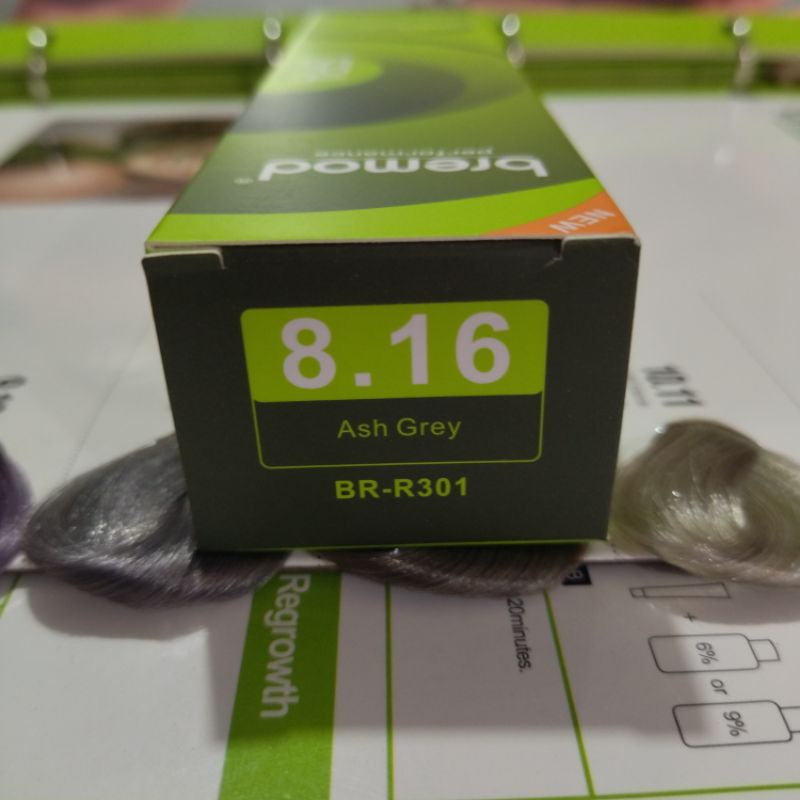 bremod
performance
NEW
8.16
Ash Grey
BR-R301
10.11
Regrowth
20minutes.
+
6%
or
9%